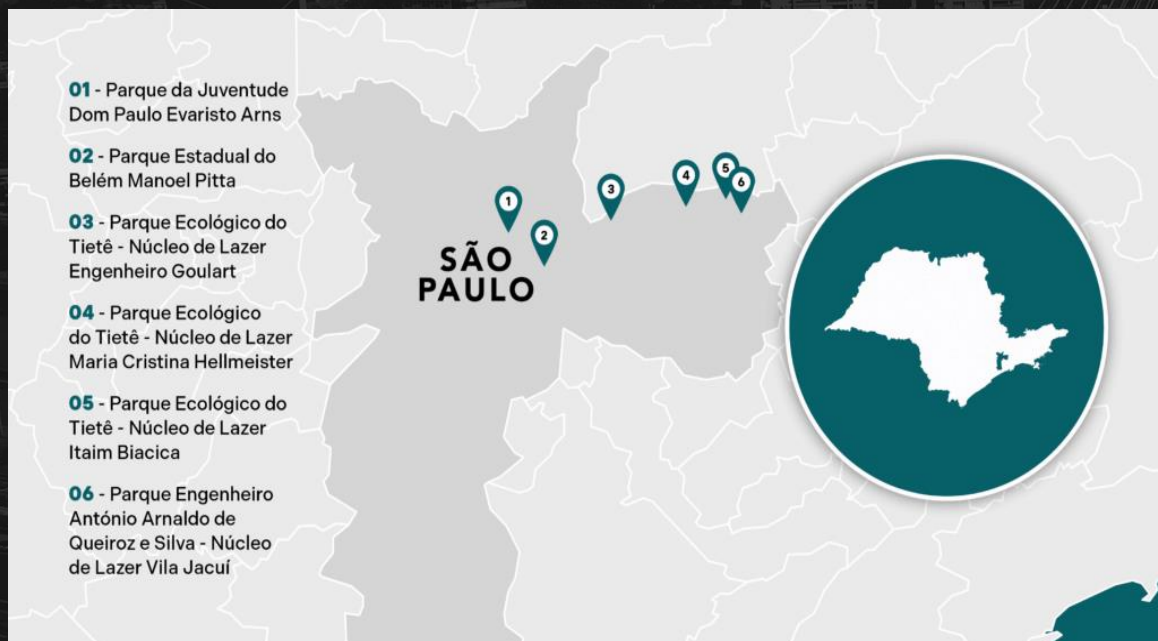 01 - Parque da Juventude
Dom Paulo Evaristo Arns
02 - Parque Estadual do
Belém Manoel Pitta
03 - Parque Ecológico do
Tietê - Núcleo de Lazer
Engenheiro Goulart
04 - Parque Ecológico
do Tietê - Núcleo de Lazer
Maria Cristina Hellmeister
05 - Parque Ecológico do
Tietê - Núcleo de Lazer
Itaim Biacica
06 - Parque Engenheiro
António Arnaldo de
Queiroz e Silva - Núcleo
de Lazer Vila Jacuí
1
2
3
4
5
6
SÃO
PAULO